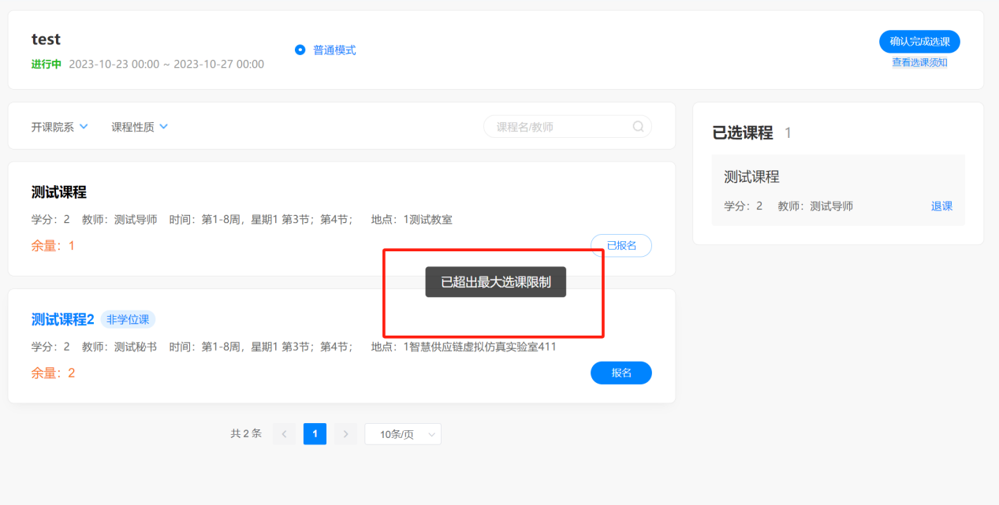 test
普通模式
进行中 2023-10-23 00:00 ~ 2023-10-27 00:00
确认完成选课
查看选课须知
开课院系 课程性质 课程名/教师
测试课程
学分：2 教师：测试导师 时间：第1-8周，星期1 第3节；第4节； 地点：1测试教室
余量：1
已报名
已超出最大选课限制
测试课程2 非学位课
学分：2 教师：测试秘书 时间：第1-8周，星期1 第3节；第4节； 地点：1智慧供应链虚拟仿真实验室411
余量：2
报名
共 2 条 1 10条/页
已选课程 1
测试课程
学分：2 教师：测试导师 退课